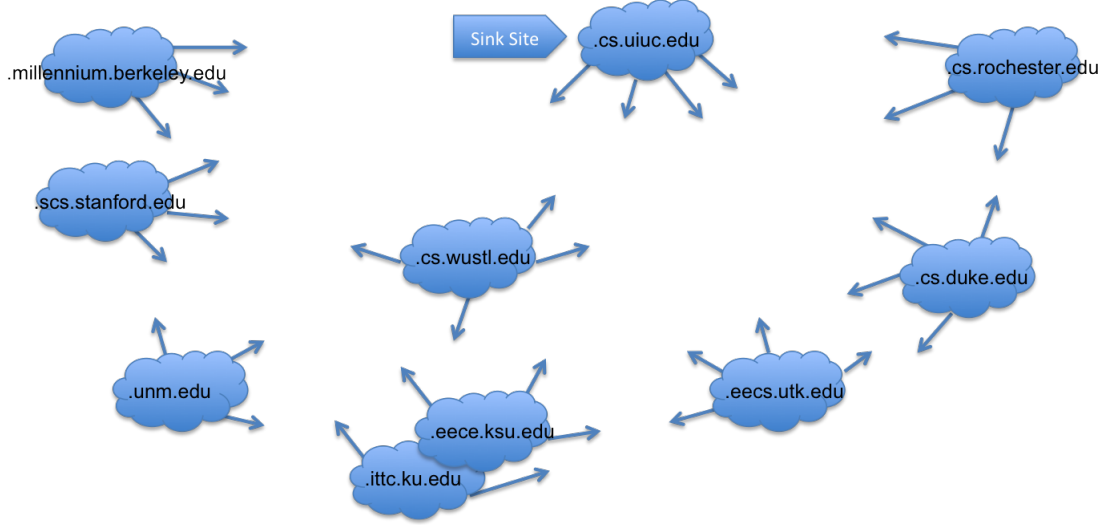 Sink Site
.cs.uiuc.edu
.millennium.berkeley.edu
.cs.rochester.edu
.scs.stanford.edu
.cs.wustl.edu
.cs.duke.edu
.unm.edu
.eecs.utk.edu
.eece.ksu.edu
.ittc.ku.edu